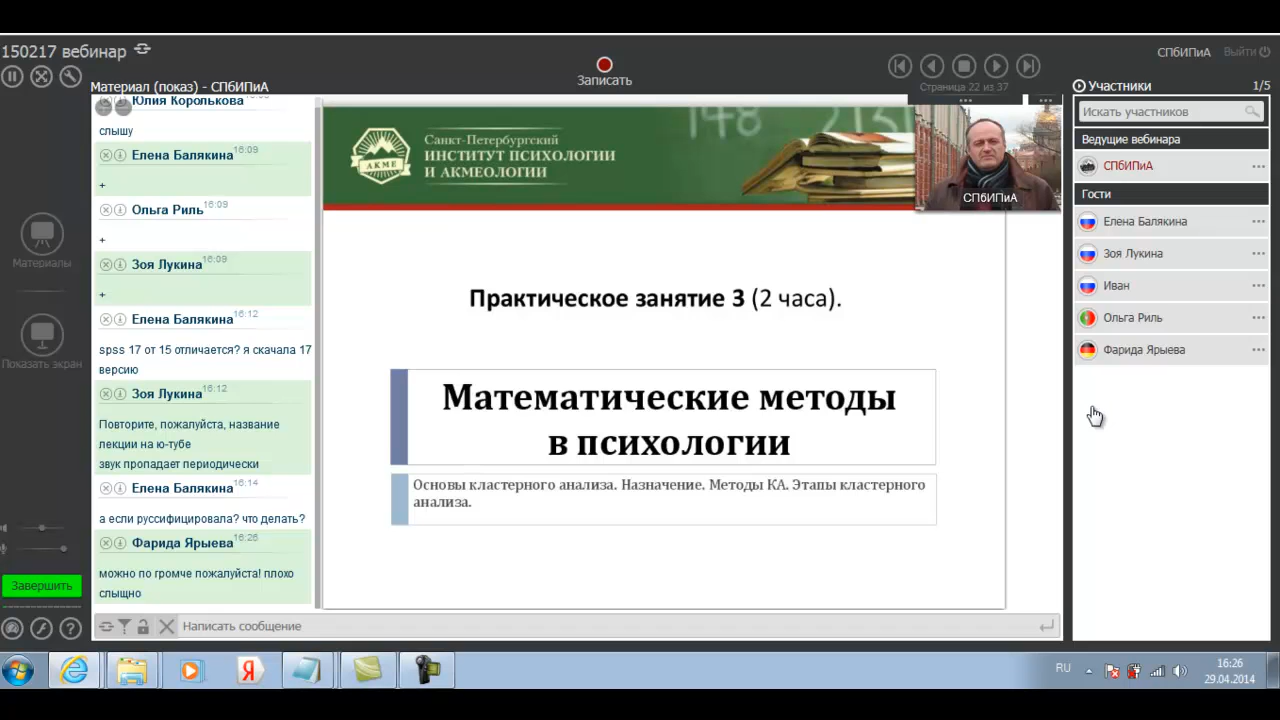 150217 вебинар
СПбИПиА
Выйти
Записать
Страница 22 из 37
Материал (показ) - СПбИПиА
Участники
1/5
Юлия Королькова
слышу
Елена Балякина 16:09
+
Ольга Риль 16:09
+
Зоя Лукина 16:09
+
Елена Балякина 16:12
spss 17 от 15 отличается? я скачала 17
версию
Зоя Лукина 16:12
Повторите, пожалуйста, название
лекции на ю-тубе
звук пропадает периодически
Елена Балякина 16:14
а если руссифицировала? что делать?
Фарида Ярыева 16:26
можно по громче пожалуйста! плохо
слыщно
Материалы
Показать экран
Завершить
Написать сообщение
Санкт-Петербургский
ИНСТИТУТ ПСИХОЛОГИИ
И АКМЕОЛОГИИ
АКМЕ
148
СПбИПиА
Практическое занятие 3 (2 часа).
Математические методы
в психологии
Основы кластерного анализа. Назначение. Методы КА. Этапы кластерного
анализа.
Искать участников
Ведущие вебинара
СПбИПиА
Гости
Елена Балякина
Зоя Лукина
Иван
Ольга Риль
Фарида Ярыева
RU
16:26
29.04.2014